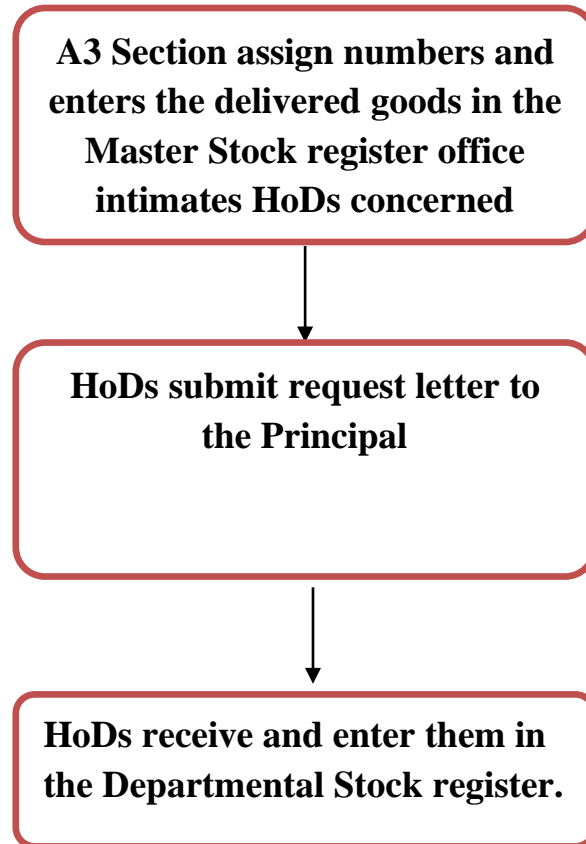 A3 Section assign numbers and
enters the delivered goods in the
Master Stock register office
intimates HoDs concerned
HoDs submit request letter to
the Principal
HoDs receive and enter them in
the Departmental Stock register.